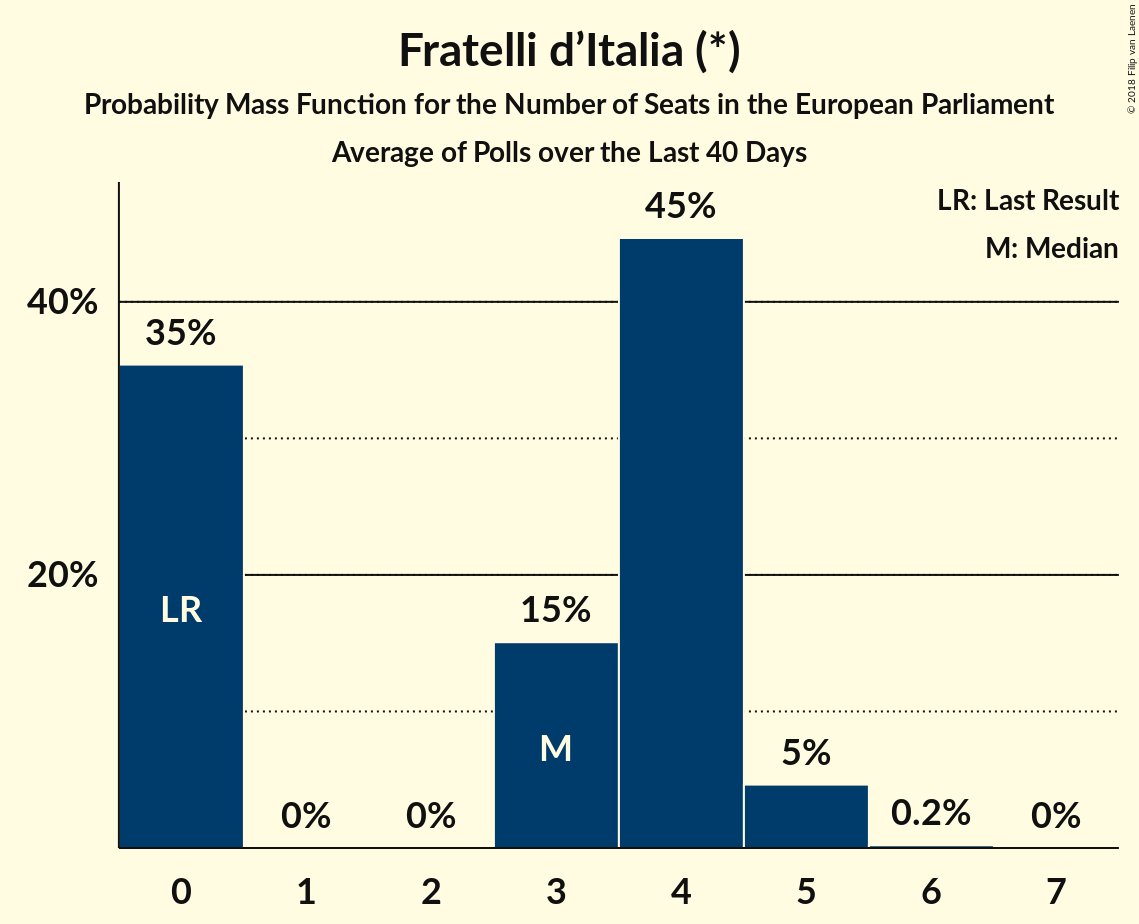 Fratelli d’Italia (*)
Probability Mass Function for the Number of Seats in the European Parliament
Average of Polls over the Last 40 Days
© 2018 Filip van Laenen
LR: Last Result
M: Median
45%
40%
35%
20%
LR
15%
M
5%
0%
0%
0.2%
0%
0 1 2 3 4 5 6 7